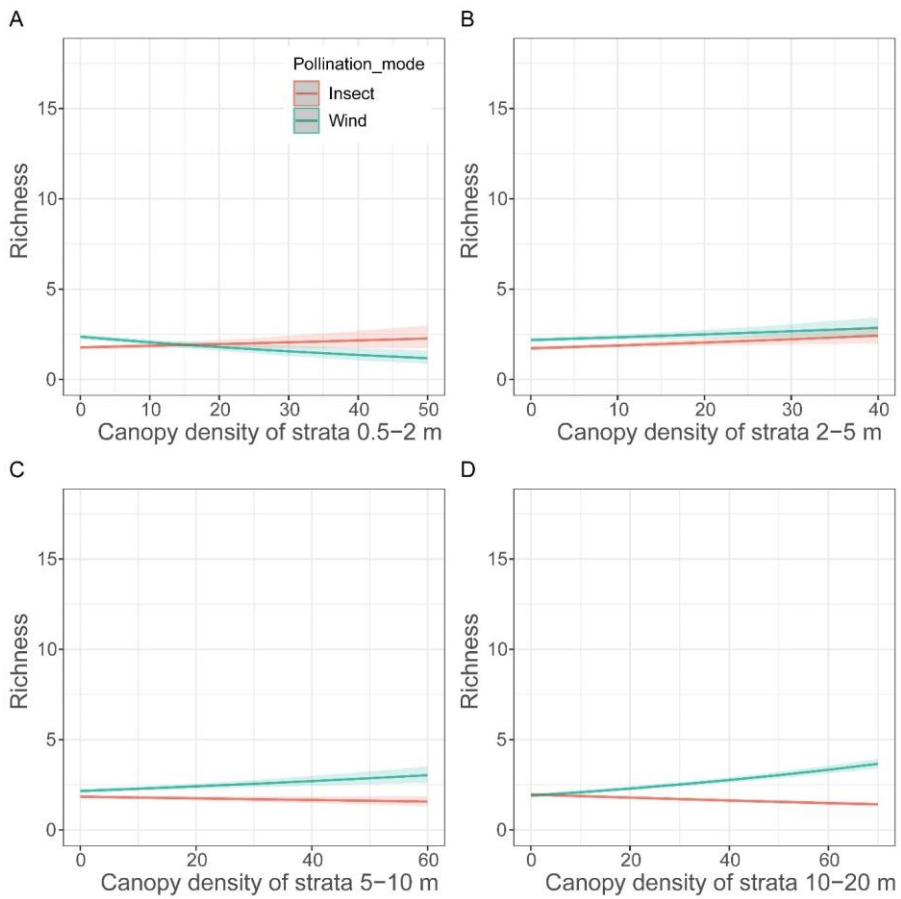 A
Pollination_mode
Insect
Wind
15
10
5
0
Richness
0 10 20 30 40 50
Canopy density of strata 0.5−2 m
B
15
10
5
0
Richness
0 10 20 30 40
Canopy density of strata 2−5 m
C
15
10
5
0
Richness
0 20 40 60
Canopy density of strata 5−10 m
D
15
10
5
0
Richness
0 20 40 60
Canopy density of strata 10−20 m